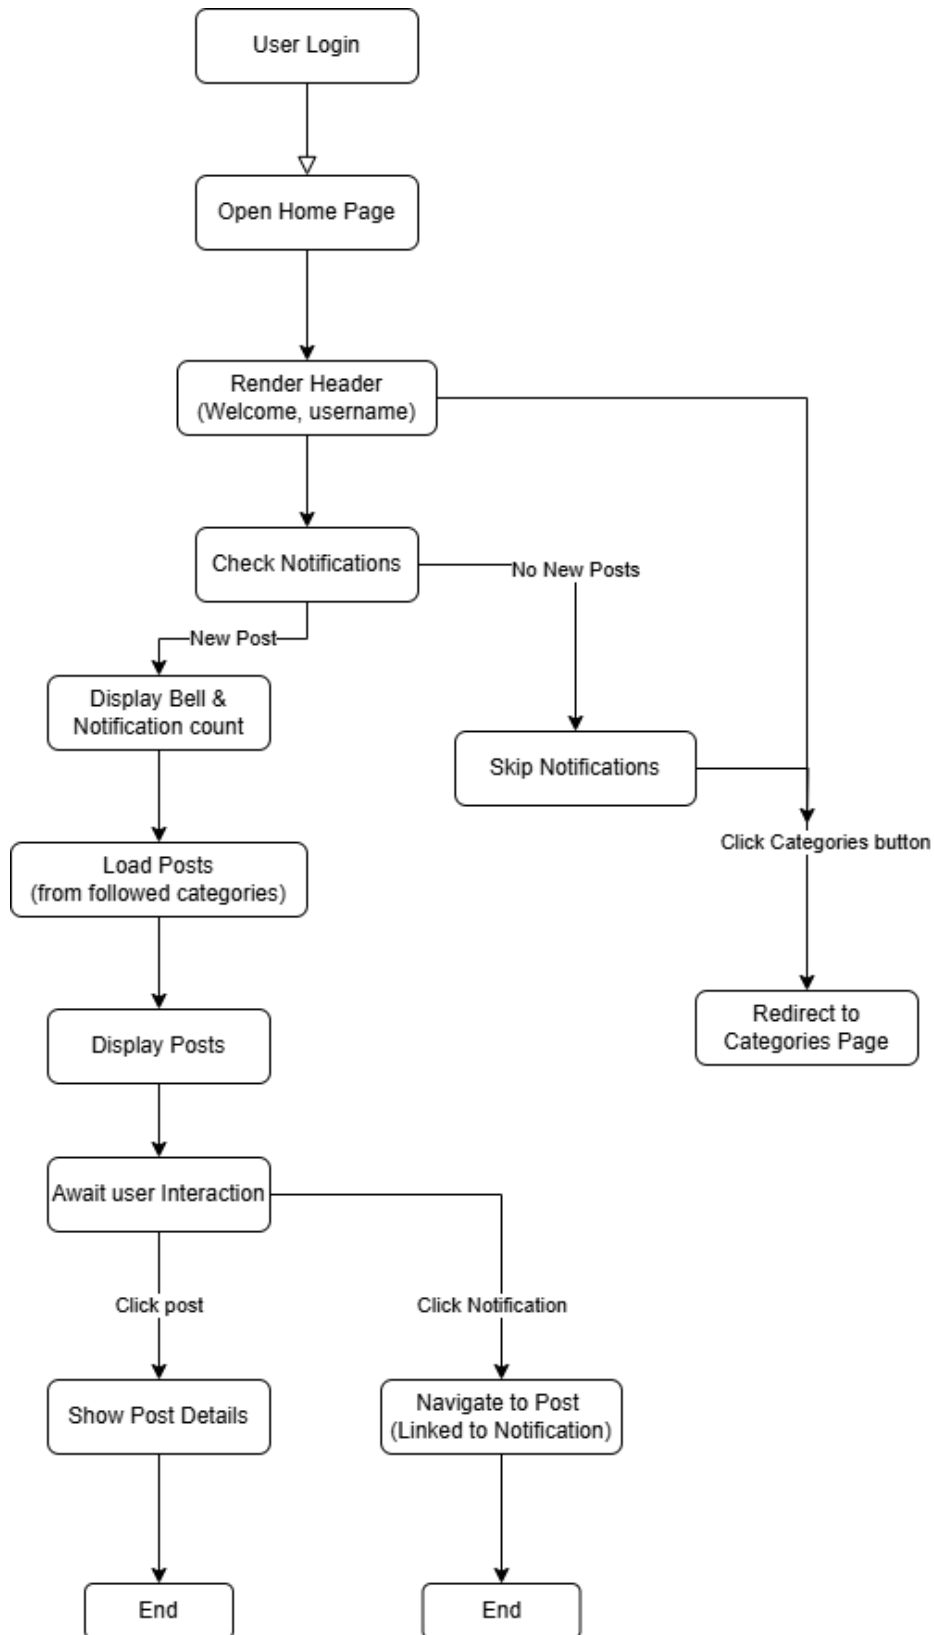 User Login
Open Home Page
Render Header
(Welcome, username)
Check Notifications
No New Posts
New Post
Display Bell &
Notification count
Skip Notifications
Click Categories button
Load Posts
(from followed categories)
Redirect to
Categories Page
Display Posts
Await user Interaction
Click post
Click Notification
Show Post Details
Navigate to Post
(Linked to Notification)
End
End